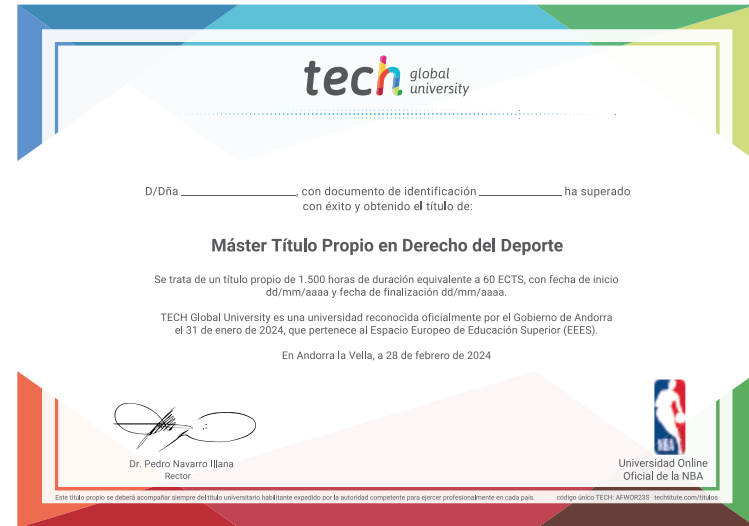 tech global
university
D/Dña ____________________, con documento de identificación ______________ ha superado
con éxito y obtenido el título de:
Máster Título Propio en Derecho del Deporte
Se trata de un título propio de 1.500 horas de duración equivalente a 60 ECTS, con fecha de inicio
dd/mm/aaaa y fecha de finalización dd/mm/aaaa.
TECH Global University es una universidad reconocida oficialmente por el Gobierno de Andorra
el 31 de enero de 2024, que pertenece al Espacio Europeo de Educación Superior (EEES).
En Andorra la Vella, a 28 de febrero de 2024
Dr. Pedro Navarro Illana
Rector
NBA
Universidad Online
Oficial de la NBA
Este título propio se deberá acompañar siempre del título universitario habilitante expedido por la autoridad competente para ejercer profesionalmente en cada país. código único TECH: AFWOR23S techtitute.com/titulos